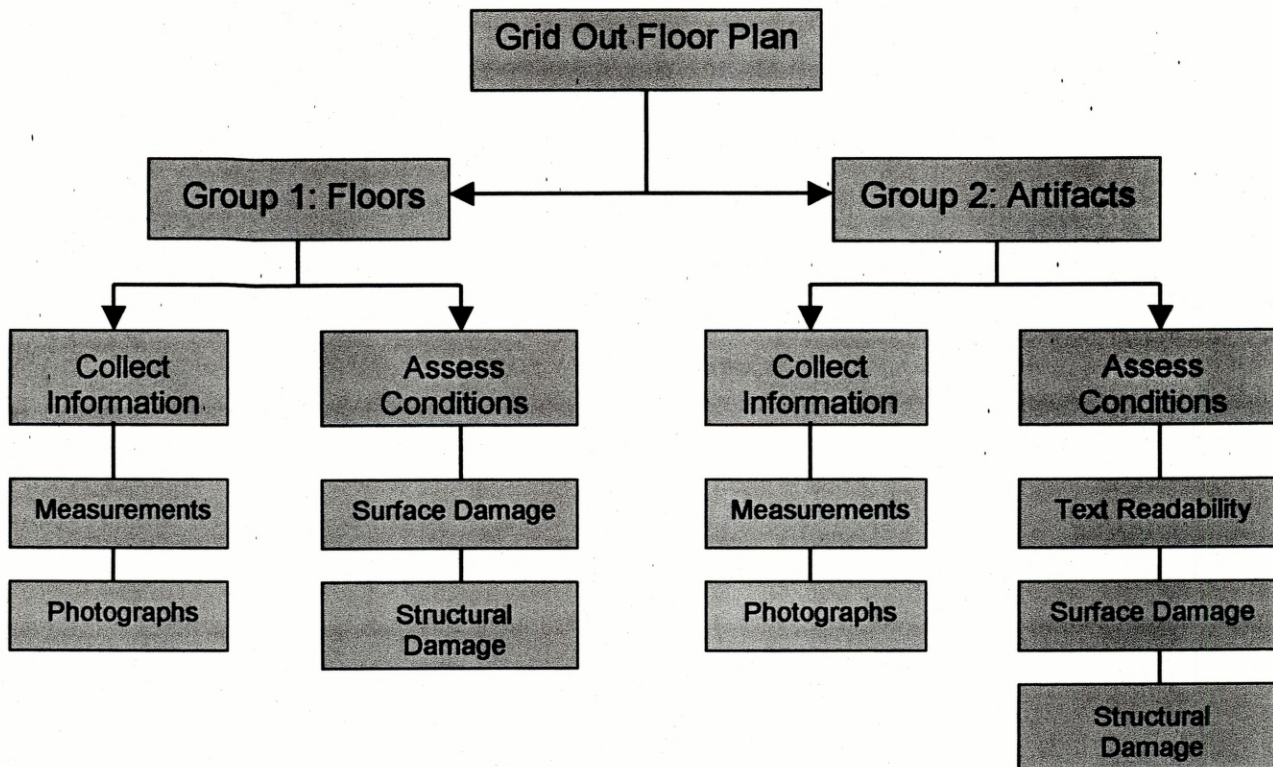 Grid Out Floor Plan
Group 1: Floors
Group 2: Artifacts
Collect
Information
Assess
Conditions
Collect
Information
Assess
Conditions
Measurements
Surface Damage
Measurements
Text Readability
Photographs
Structural
Damage
Photographs
Surface Damage
Structural
Damage